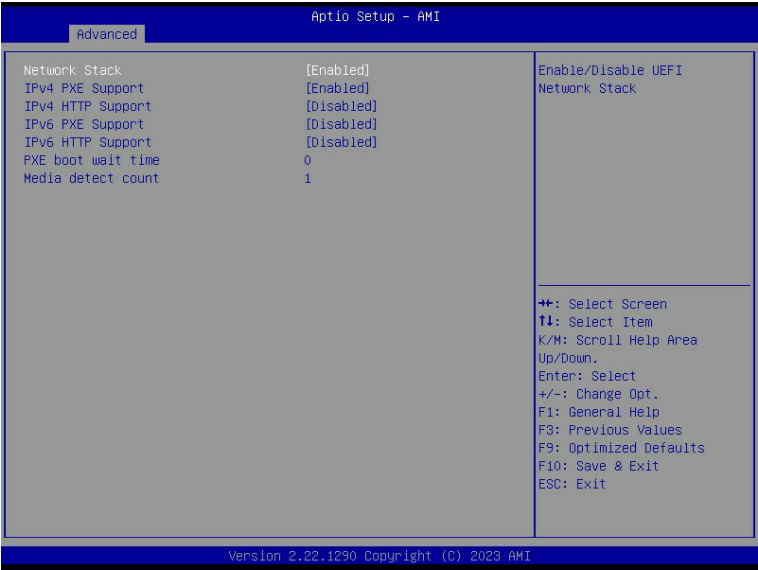 Aptio Setup – AMI
Advanced
Network Stack [Enabled]
IPv4 PXE Support [Enabled]
IPv4 HTTP Support [Disabled]
IPv6 PXE Support [Disabled]
IPv6 HTTP Support [Disabled]
PXE boot wait time 0
Media detect count 1
Enable/Disable UEFI
Network Stack
→←: Select Screen
↑↓: Select Item
K/M: Scroll Help Area
Up/Down.
Enter: Select
+/-: Change Opt.
F1: General Help
F3: Previous Values
F9: Optimized Defaults
F10: Save & Exit
ESC: Exit
Version 2.22.1290 Copyright (C) 2023 AMI